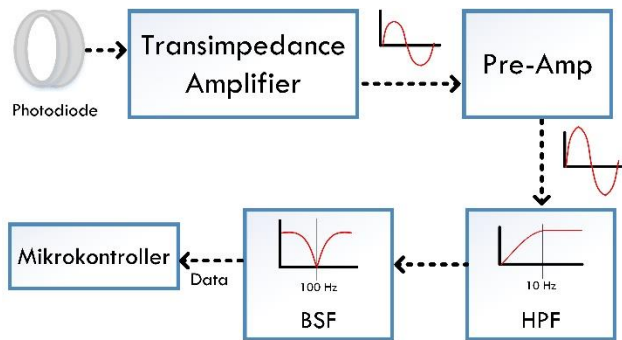 Photodiode
Transimpedance
Amplifier
Pre-Amp
10 Hz
HPF
100 Hz
BSF
Data
Mikrokontroller